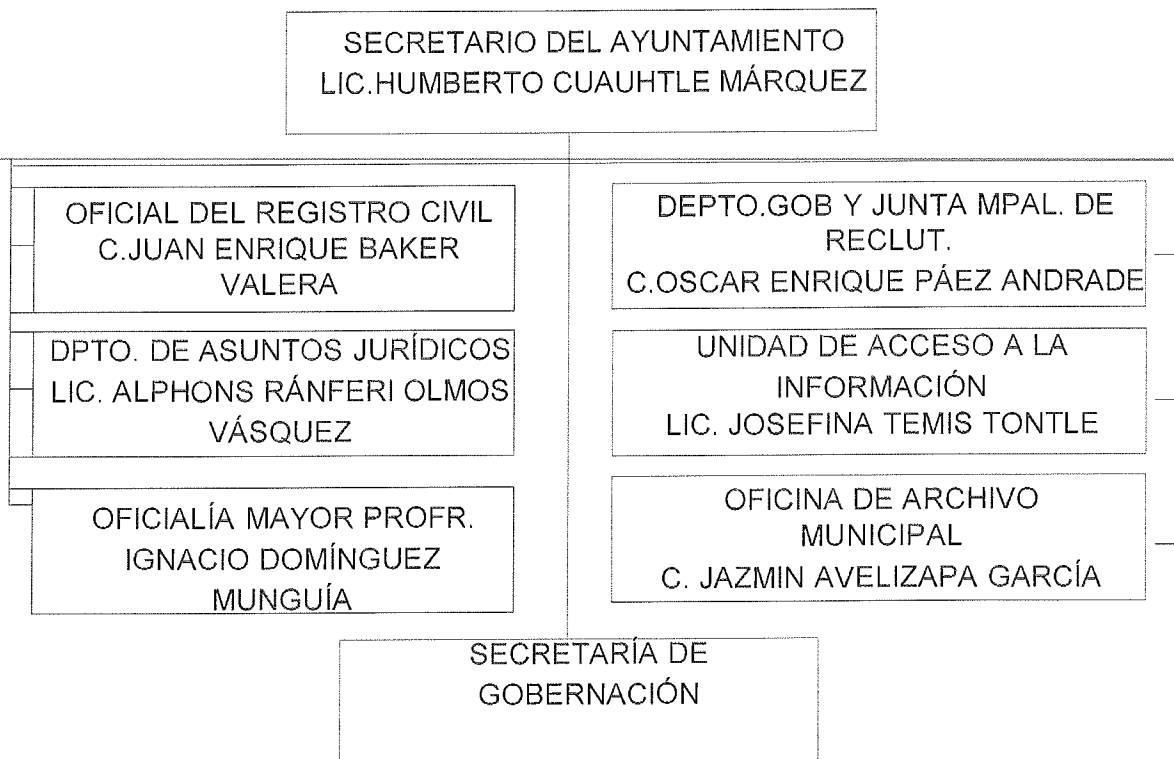 SECRETARIO DEL AYUNTAMIENTO
LIC.HUMBERTO CUAUHTLE MÁRQUEZ
OFICIAL DEL REGISTRO CIVIL
C.JUAN ENRIQUE BAKER
VALERA
DPTO. DE ASUNTOS JURÍDICOS
LIC. ALPHONS RÁNFERI OLMOS
VÁSQUEZ
OFICIALÍA MAYOR PROFR.
IGNACIO DOMÍNGUEZ
MUNGUÍA
DEPTO.GOB Y JUNTA MPAL. DE
RECLUT.
C.OSCAR ENRIQUE PÁEZ ANDRADE
UNIDAD DE ACCESO A LA
INFORMACIÓN
LIC. JOSEFINA TEMIS TONTLE
OFICINA DE ARCHIVO
MUNICIPAL
C. JAZMIN AVELIZAPA GARCÍA
SECRETARÍA DE
GOBERNACIÓN